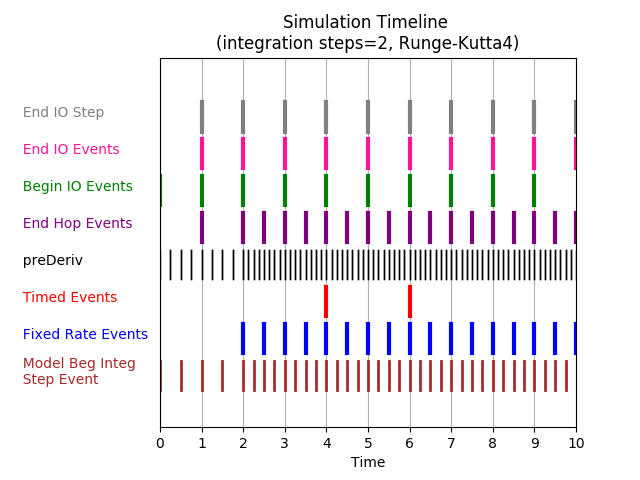 Simulation Timeline
(integration steps=2, Runge-Kutta4)
End IO Step
End IO Events
Begin IO Events
End Hop Events
preDeriv
Timed Events
Fixed Rate Events
Model Beg Integ
Step Event
0 1 2 3 4 5 6 7 8 9 10
Time